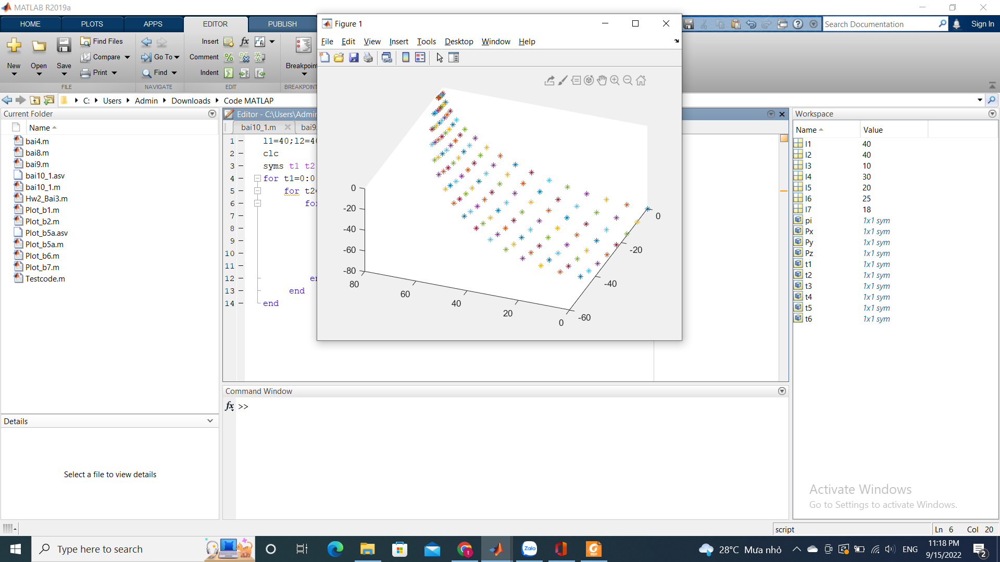 MATLAB R2019a
HOME PLOTS APPS EDITOR PUBLISH
Search Documentation
Sign In
Find Files
Insert fx
Compare
Go To
Comment
New Open Save
Print
Find
Indent
Breakpoint
FILE NAVIGATE EDIT BREAKPOINT
C: Users Admin Downloads Code MATLAP
Current Folder
Name
bai4.m
bai8.m
bai9.m
bai10_1.asv
bai10_1.m
Hw2_Bai3.m
Plot_b1.m
Plot_b2.m
Plot_b5a.asv
Plot_b5a.m
Plot_b6.m
Plot_b7.m
Testcode.m
Details
Select a file to view details
Editor - C:\Users\Admin
bai10_1.m bai9.
1 l1=40;l2=40
2 clc
3 syms t1 t2
4 for t1=0:0
5 for t2=
6 for
7
8
9
10
11
12 en
13 end
14 end
Figure 1
File Edit View Insert Tools Desktop Window Help
0
-20
-40
-60
-80
80
60
40
20
0
0
-20
-40
-60
Command Window
fx >>
Workspace
Name Value
l1 40
l2 40
l3 10
l4 30
l5 20
l6 25
l7 18
pi 1x1 sym
Px 1x1 sym
Py 1x1 sym
Pz 1x1 sym
t1 1x1 sym
t2 1x1 sym
t3 1x1 sym
t4 1x1 sym
t5 1x1 sym
t6 1x1 sym
Activate Windows
Go to Settings to activate Windows.
script
Ln 6 Col 20
Type here to search
Zalo
PDF
28°C Mưa nhỏ
ENG
11:18 PM
9/15/2022
2